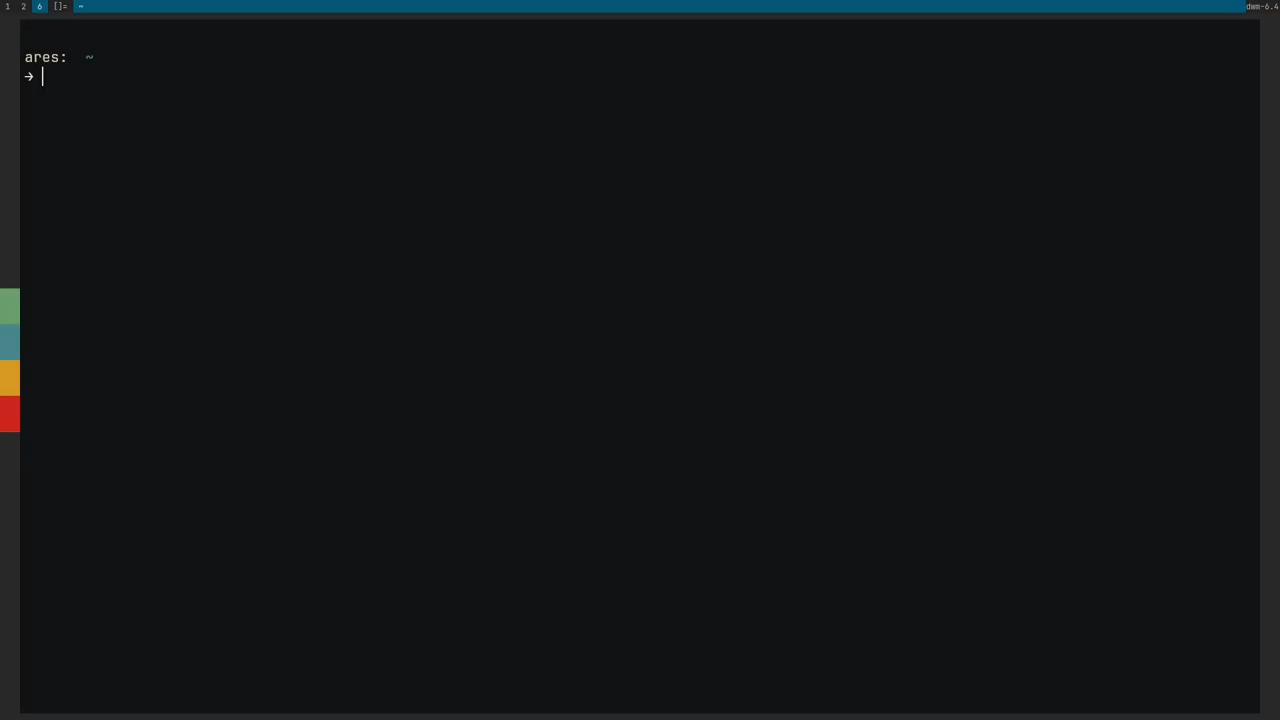 1 2 6 []= ~ dwm-6.4
ares: ~
→